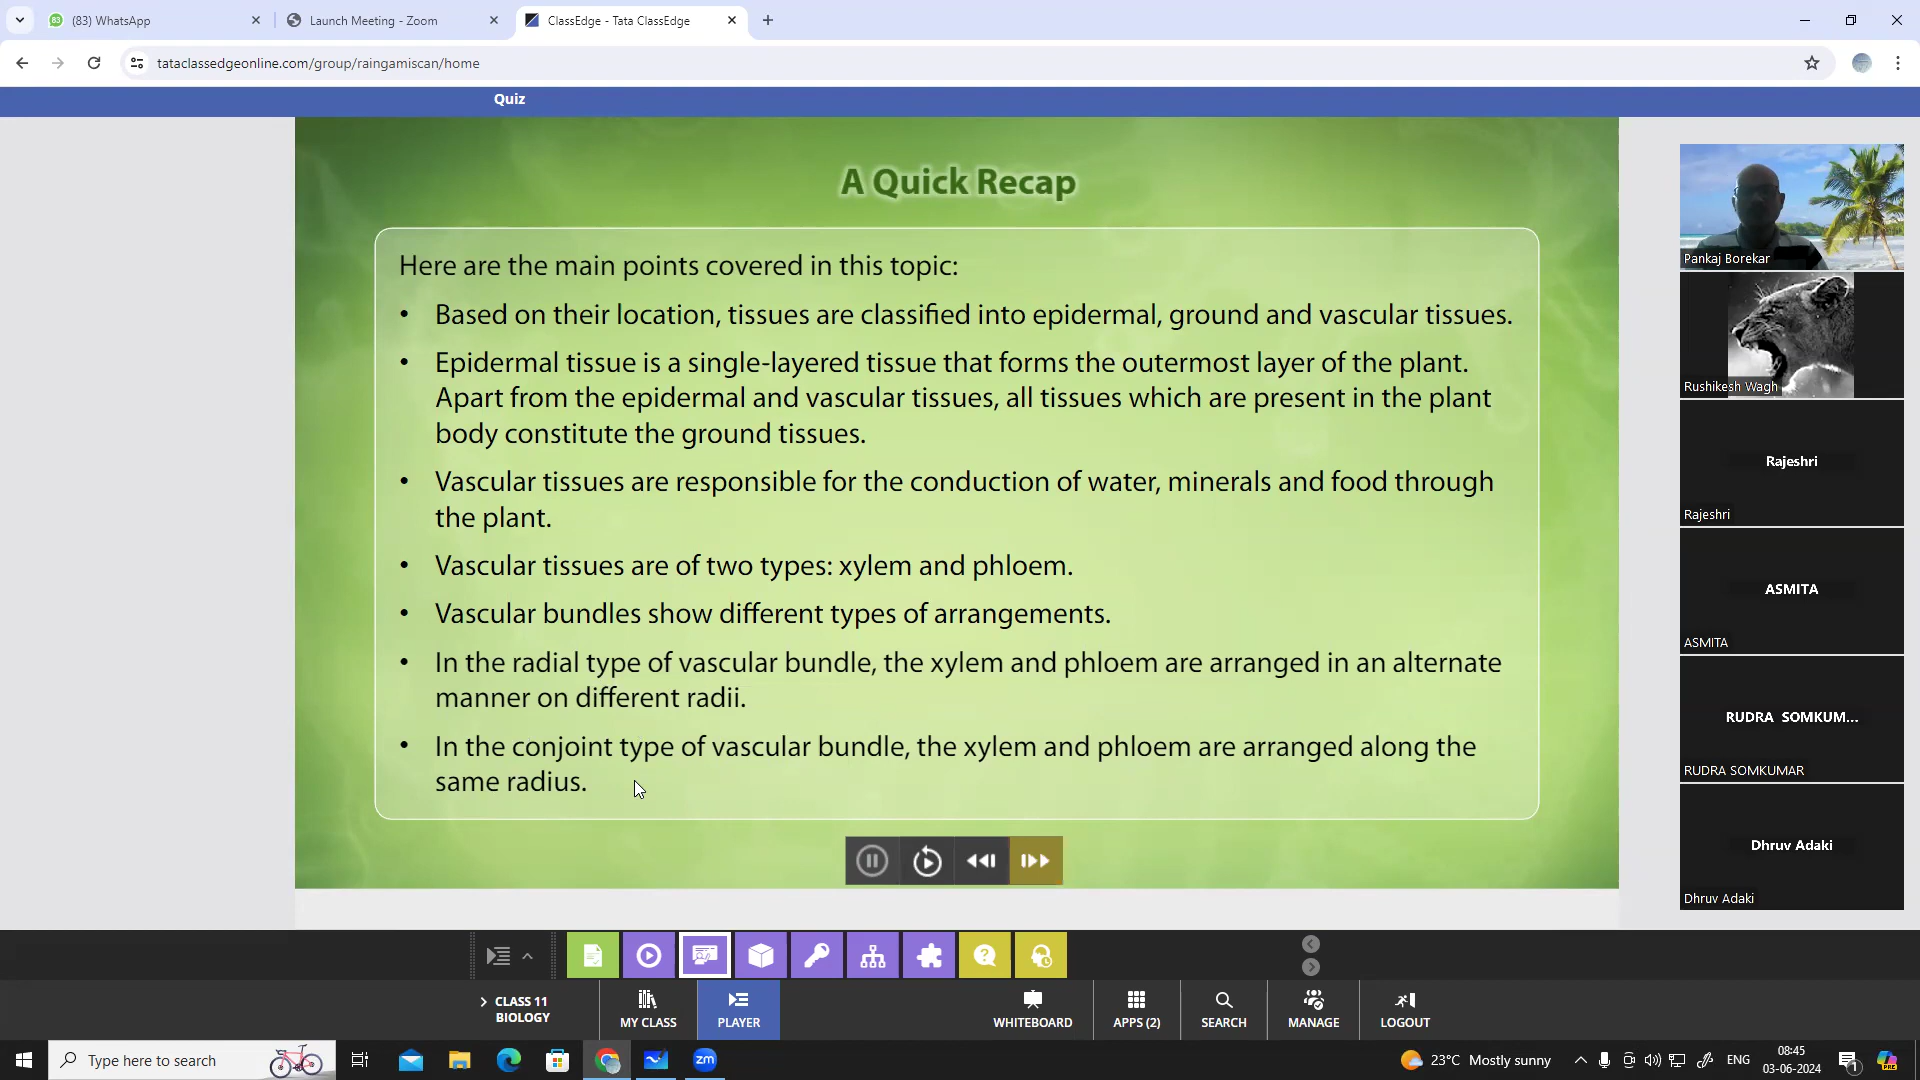 (83) WhatsApp
Launch Meeting - Zoom
ClassEdge - Tata ClassEdge
tataclassedgeonline.com/group/raingamiscan/home
Quiz
A Quick Recap
Here are the main points covered in this topic:
• Based on their location, tissues are classified into epidermal, ground and vascular tissues.
• Epidermal tissue is a single-layered tissue that forms the outermost layer of the plant.
Apart from the epidermal and vascular tissues, all tissues which are present in the plant
body constitute the ground tissues.
• Vascular tissues are responsible for the conduction of water, minerals and food through
the plant.
• Vascular tissues are of two types: xylem and phloem.
• Vascular bundles show different types of arrangements.
• In the radial type of vascular bundle, the xylem and phloem are arranged in an alternate
manner on different radii.
• In the conjoint type of vascular bundle, the xylem and phloem are arranged along the
same radius.
Pankaj Borekar
Rushikesh Wagh
Rajeshri
Rajeshri
ASMITA
ASMITA
RUDRA SOMKUM...
RUDRA SOMKUMAR
Dhruv Adaki
Dhruv Adaki
CLASS 11
BIOLOGY
MY CLASS
PLAYER
WHITEBOARD
APPS (2)
SEARCH
MANAGE
LOGOUT
Type here to search
zm
23°C Mostly sunny
ENG
08:45
03-06-2024
1